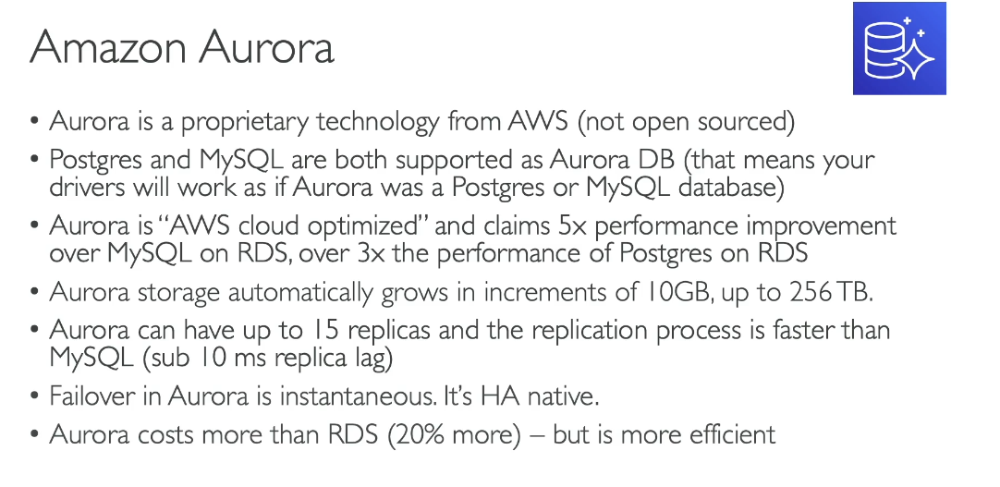 Amazon Aurora
• Aurora is a proprietary technology from AWS (not open sourced)
• Postgres and MySQL are both supported as Aurora DB (that means your
drivers will work as if Aurora was a Postgres or MySQL database)
• Aurora is “AWS cloud optimized” and claims 5x performance improvement
over MySQL on RDS, over 3x the performance of Postgres on RDS
• Aurora storage automatically grows in increments of 10GB, up to 256 TB.
• Aurora can have up to 15 replicas and the replication process is faster than
MySQL (sub 10 ms replica lag)
• Failover in Aurora is instantaneous. It’s HA native.
• Aurora costs more than RDS (20% more) – but is more efficient